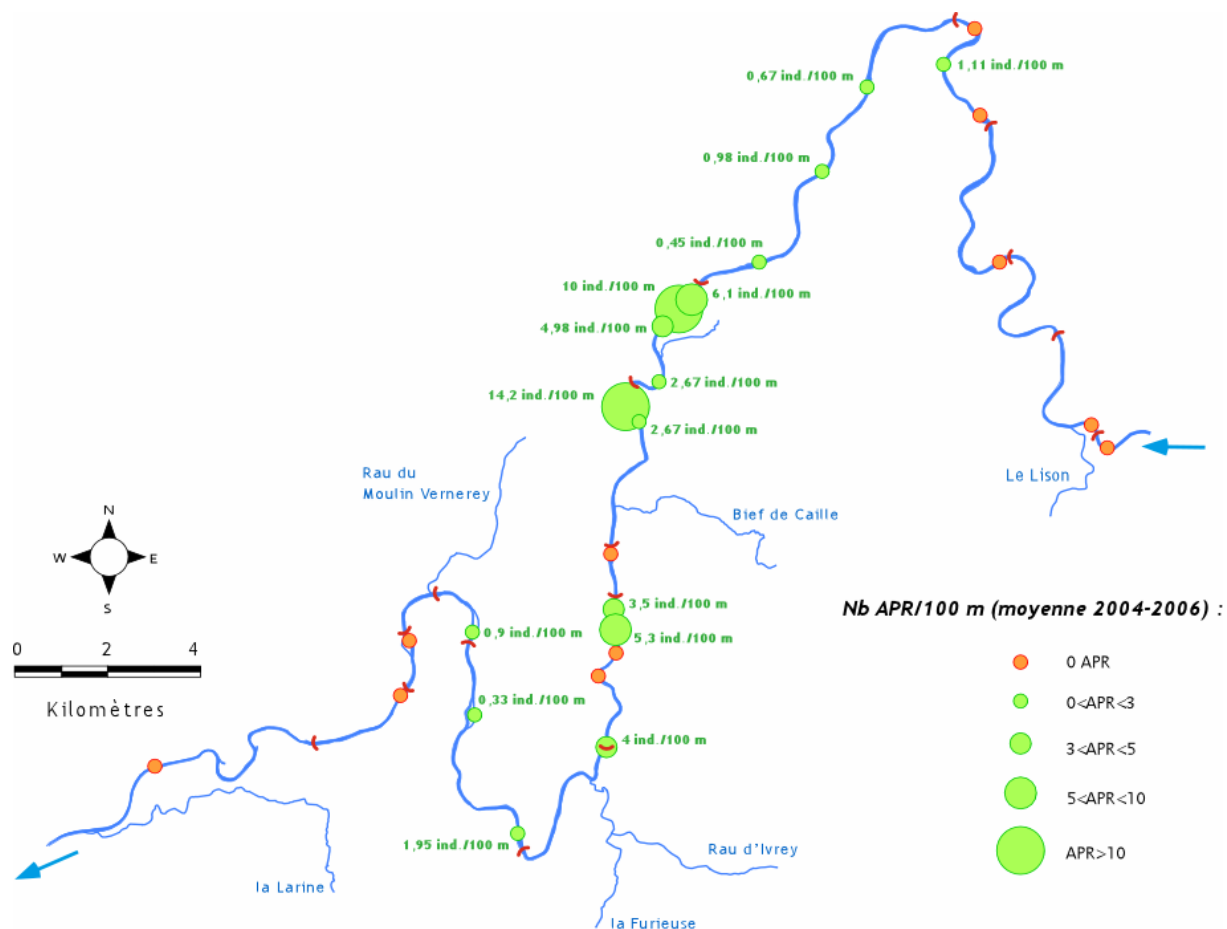 1,11 ind./100 m
0,67 ind./100 m
0,98 ind./100 m
0,45 ind./100 m
10 ind./100 m
6,1 ind./100 m
4,98 ind./100 m
2,67 ind./100 m
14,2 ind./100 m
2,67 ind./100 m
Rau du
Moulin Vernerey
Le Lison
Bief de Caille
N
W
E
S
0
2
4
Kilomètres
3,5 ind./100 m
5,3 ind./100 m
0,9 ind./100 m
0,33 ind./100 m
4 ind./100 m
1,95 ind./100 m
Rau d'Ivrey
la Larine
la Furieuse
Nb APR/100 m (moyenne 2004-2006) :
0 APR
0<APR<3
3<APR<5
5<APR<10
APR>10